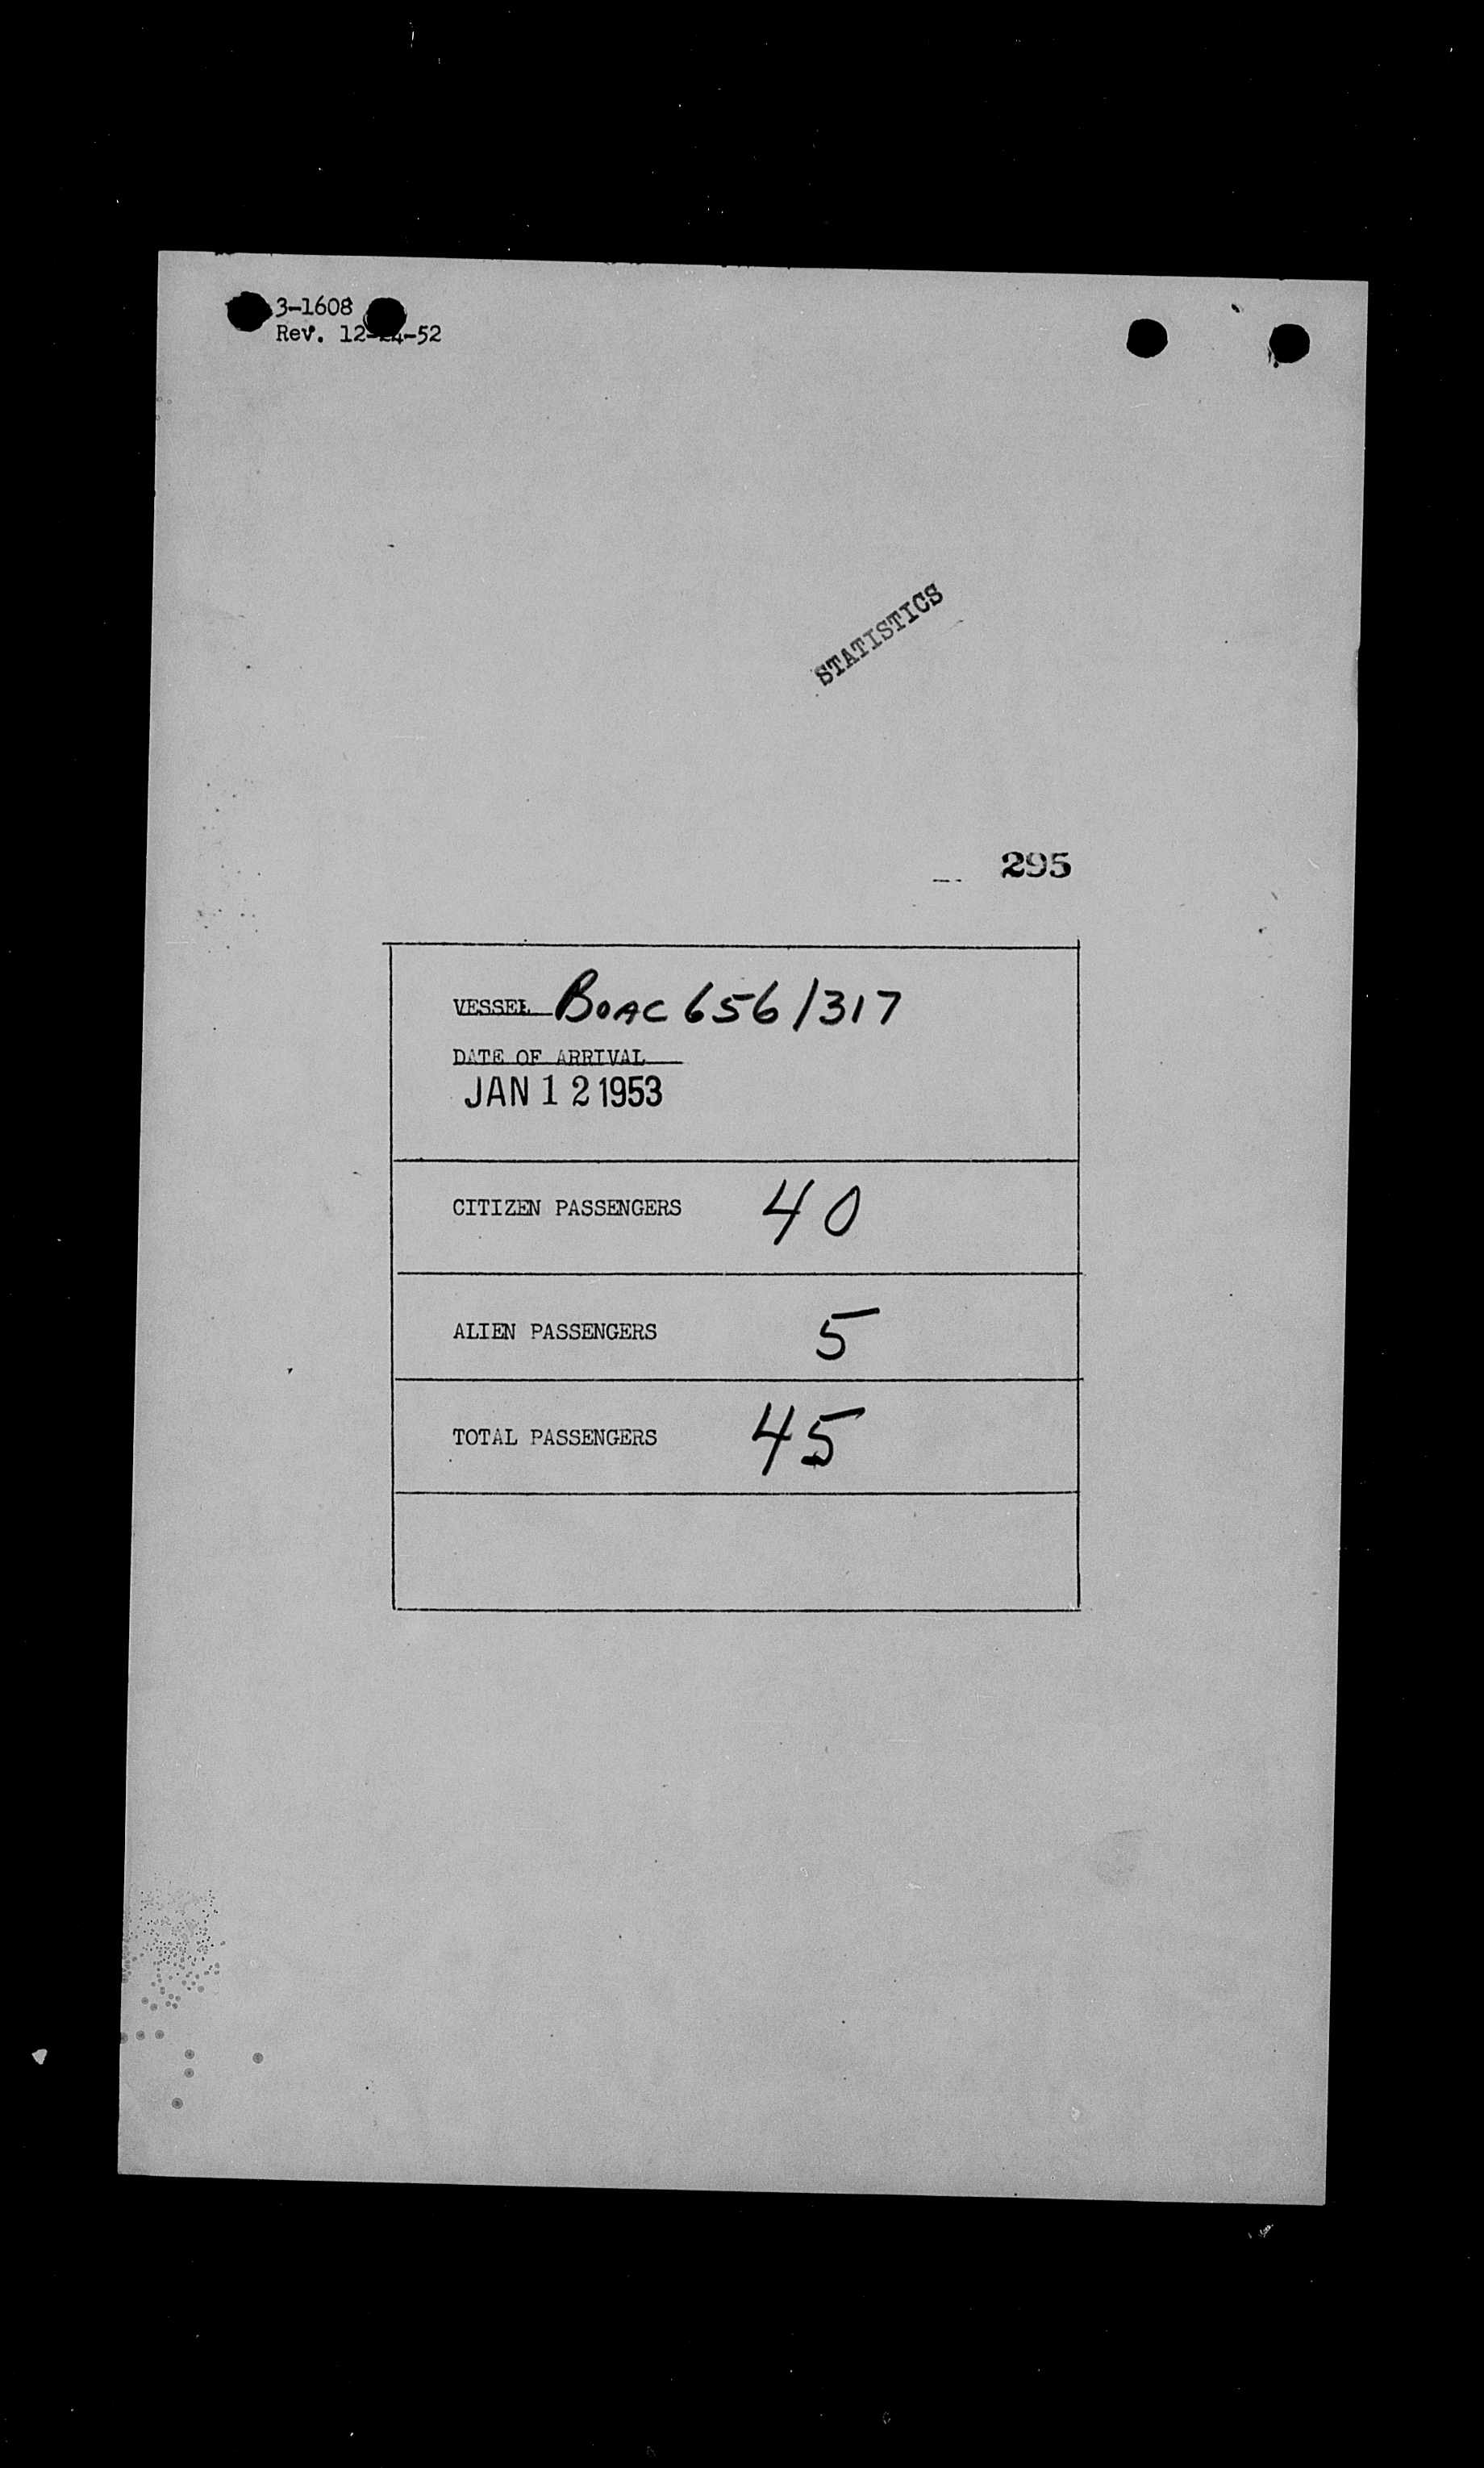 3-1608
Rev. 12-24-52
STATISTICS
295
VESSEL BOAC 656/317
DATE OF ARRIVAL
JAN 12 1953
CITIZEN PASSENGERS 40
ALIEN PASSENGERS 5
TOTAL PASSENGERS 45